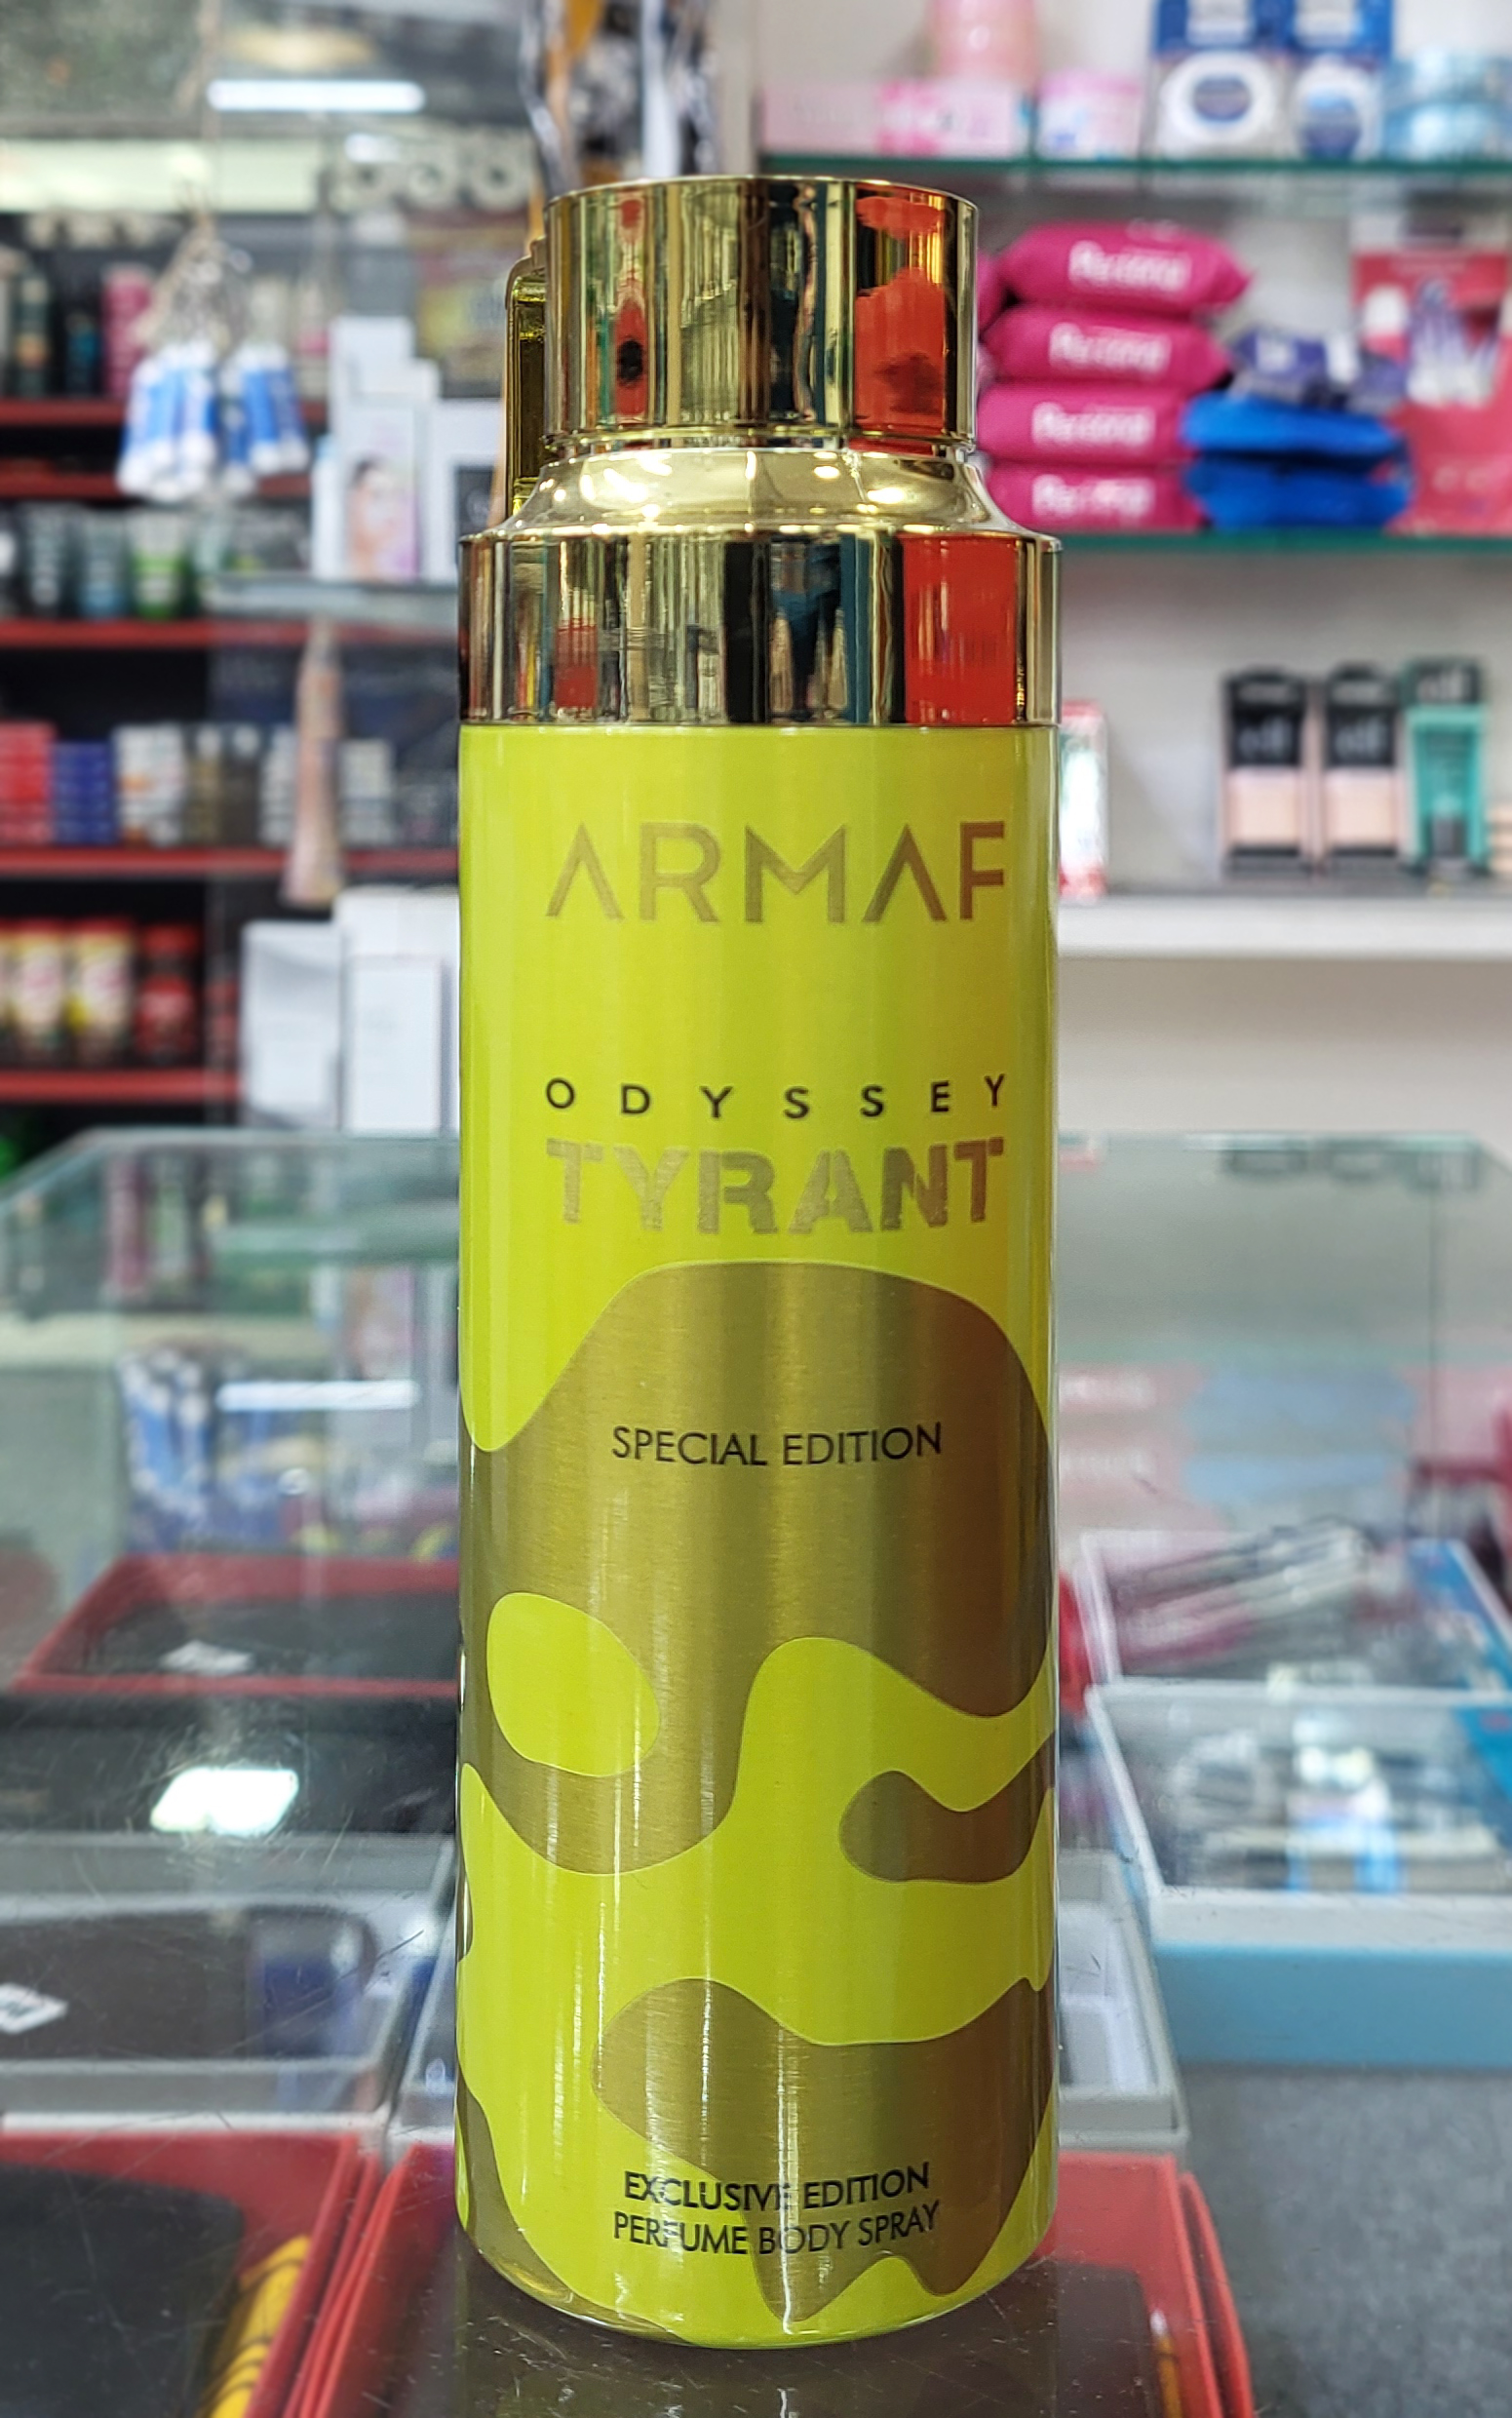 ARMAF
ODYSSEY
TYRANT
SPECIAL EDITION
EXCLUSIVE EDITION
PERFUME BODY SPRAY